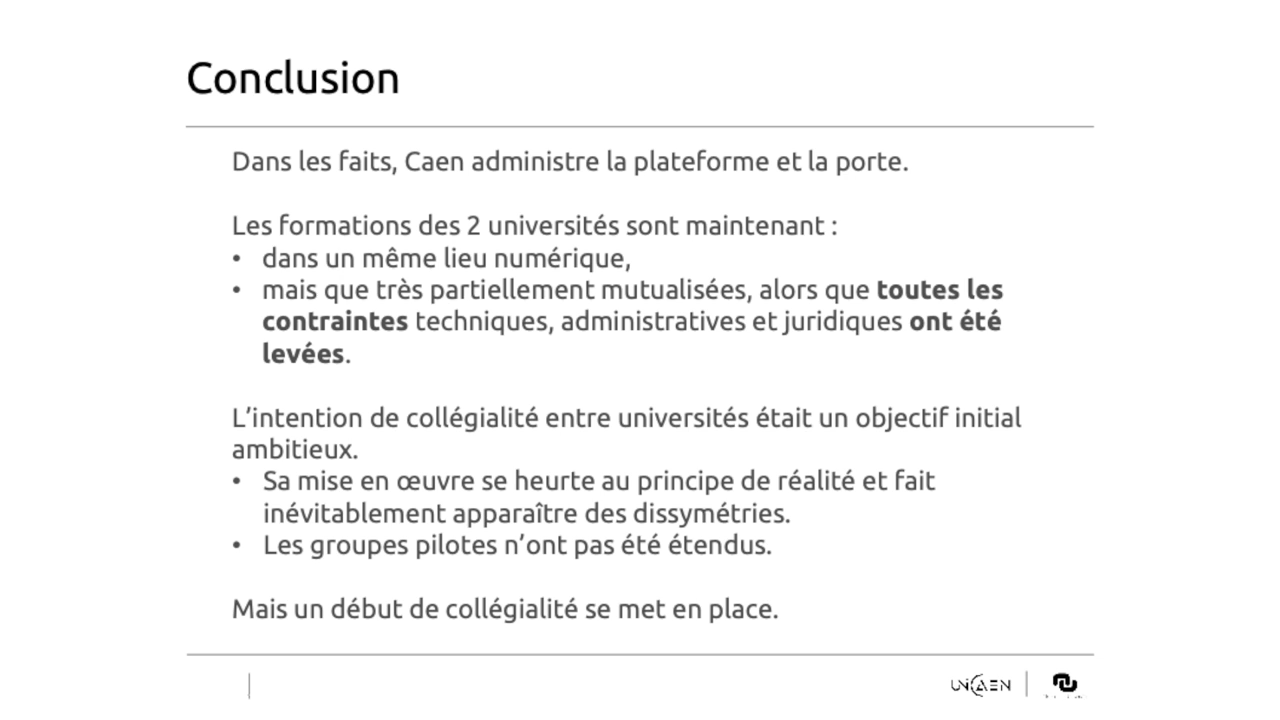 Conclusion
Dans les faits, Caen administre la plateforme et la porte.
Les formations des 2 universités sont maintenant :
• dans un même lieu numérique,
• mais que très partiellement mutualisées, alors que toutes les
contraintes techniques, administratives et juridiques ont été
levées.
L’intention de collégialité entre universités était un objectif initial
ambitieux.
• Sa mise en œuvre se heurte au principe de réalité et fait
inévitablement apparaître des dissymétries.
• Les groupes pilotes n’ont pas été étendus.
Mais un début de collégialité se met en place.
UNICAEN